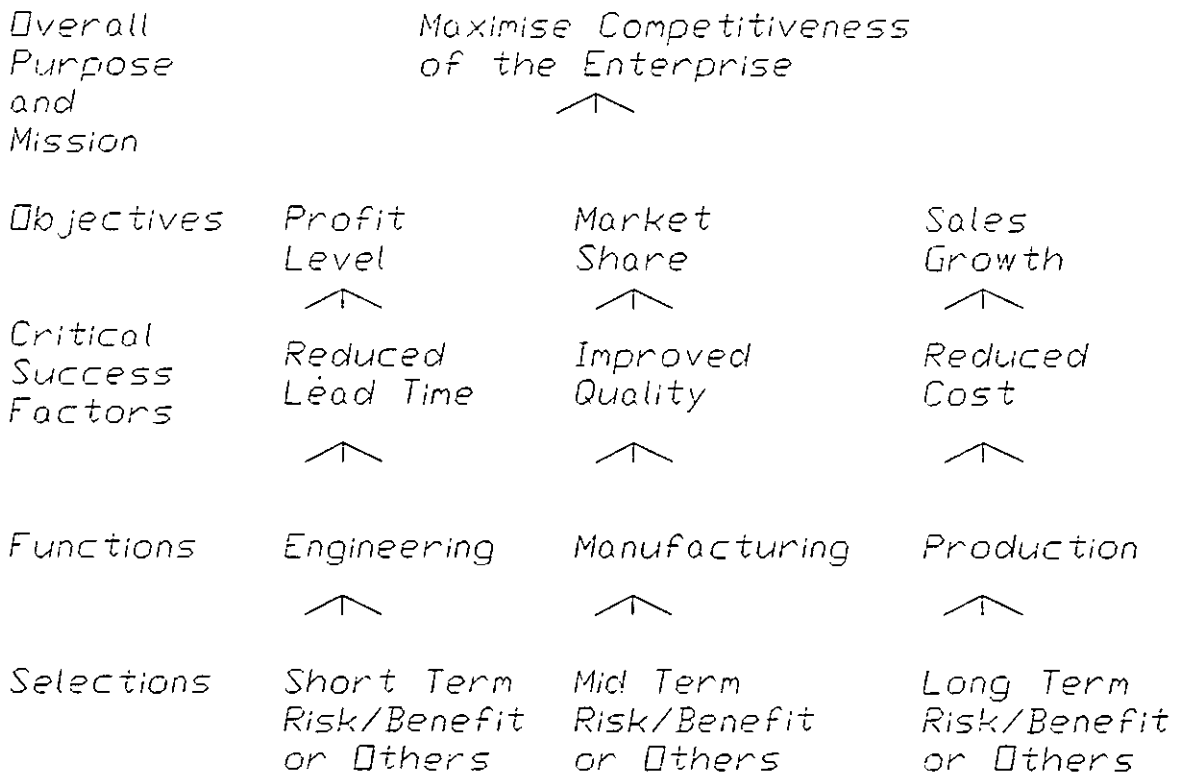 Overall Maximise Competitiveness
Purpose of the Enterprise
and
Mission
Objectives Profit Market Sales
Level Share Growth
Critical
Success Reduced Improved Reduced
Factors Lead Time Quality Cost
Functions Engineering Manufacturing Production
Selections Short Term Mid Term Long Term
Risk/Benefit Risk/Benefit Risk/Benefit
or Others or Others or Others